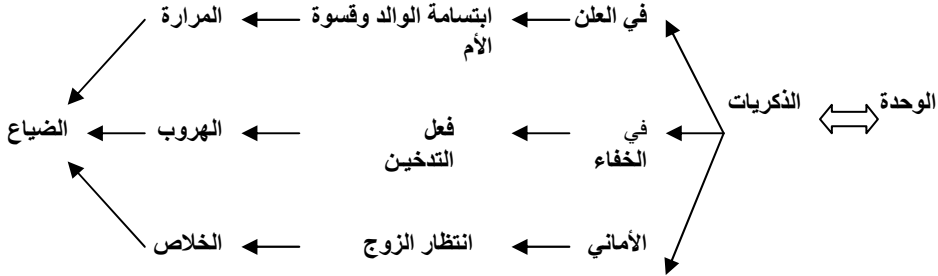 في العلن
ابتسامة الوالد وقسوة
الأم
المرارة
الوحدة
الذكريات
في
الخفاء
فعل
التدخين
الهروب
الضياع
الأماني
انتظار الزوج
الخلاص